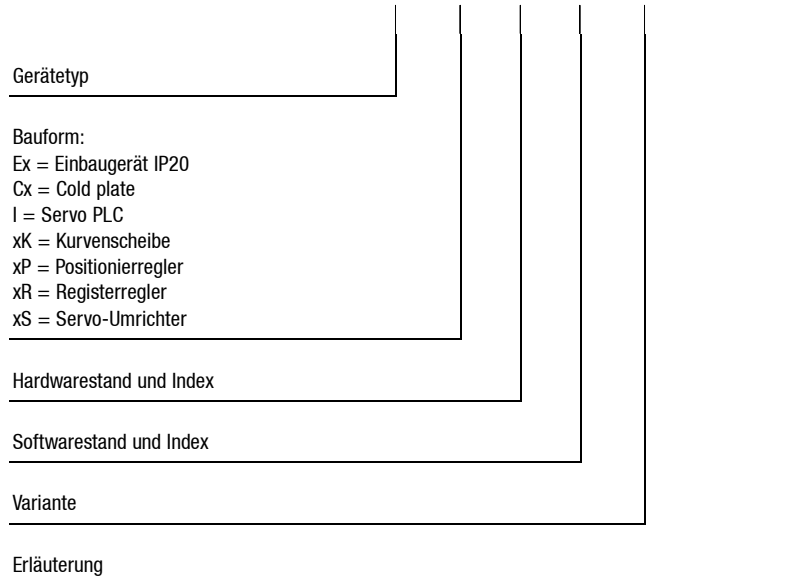 Gerätetyp
Bauform:
Ex = Einbaugerät IP20
Cx = Cold plate
I = Servo PLC
xK = Kurvenscheibe
xP = Positionierregler
xR = Registerregler
xS = Servo-Umrichter
Hardwarestand und Index
Softwarestand und Index
Variante
Erläuterung